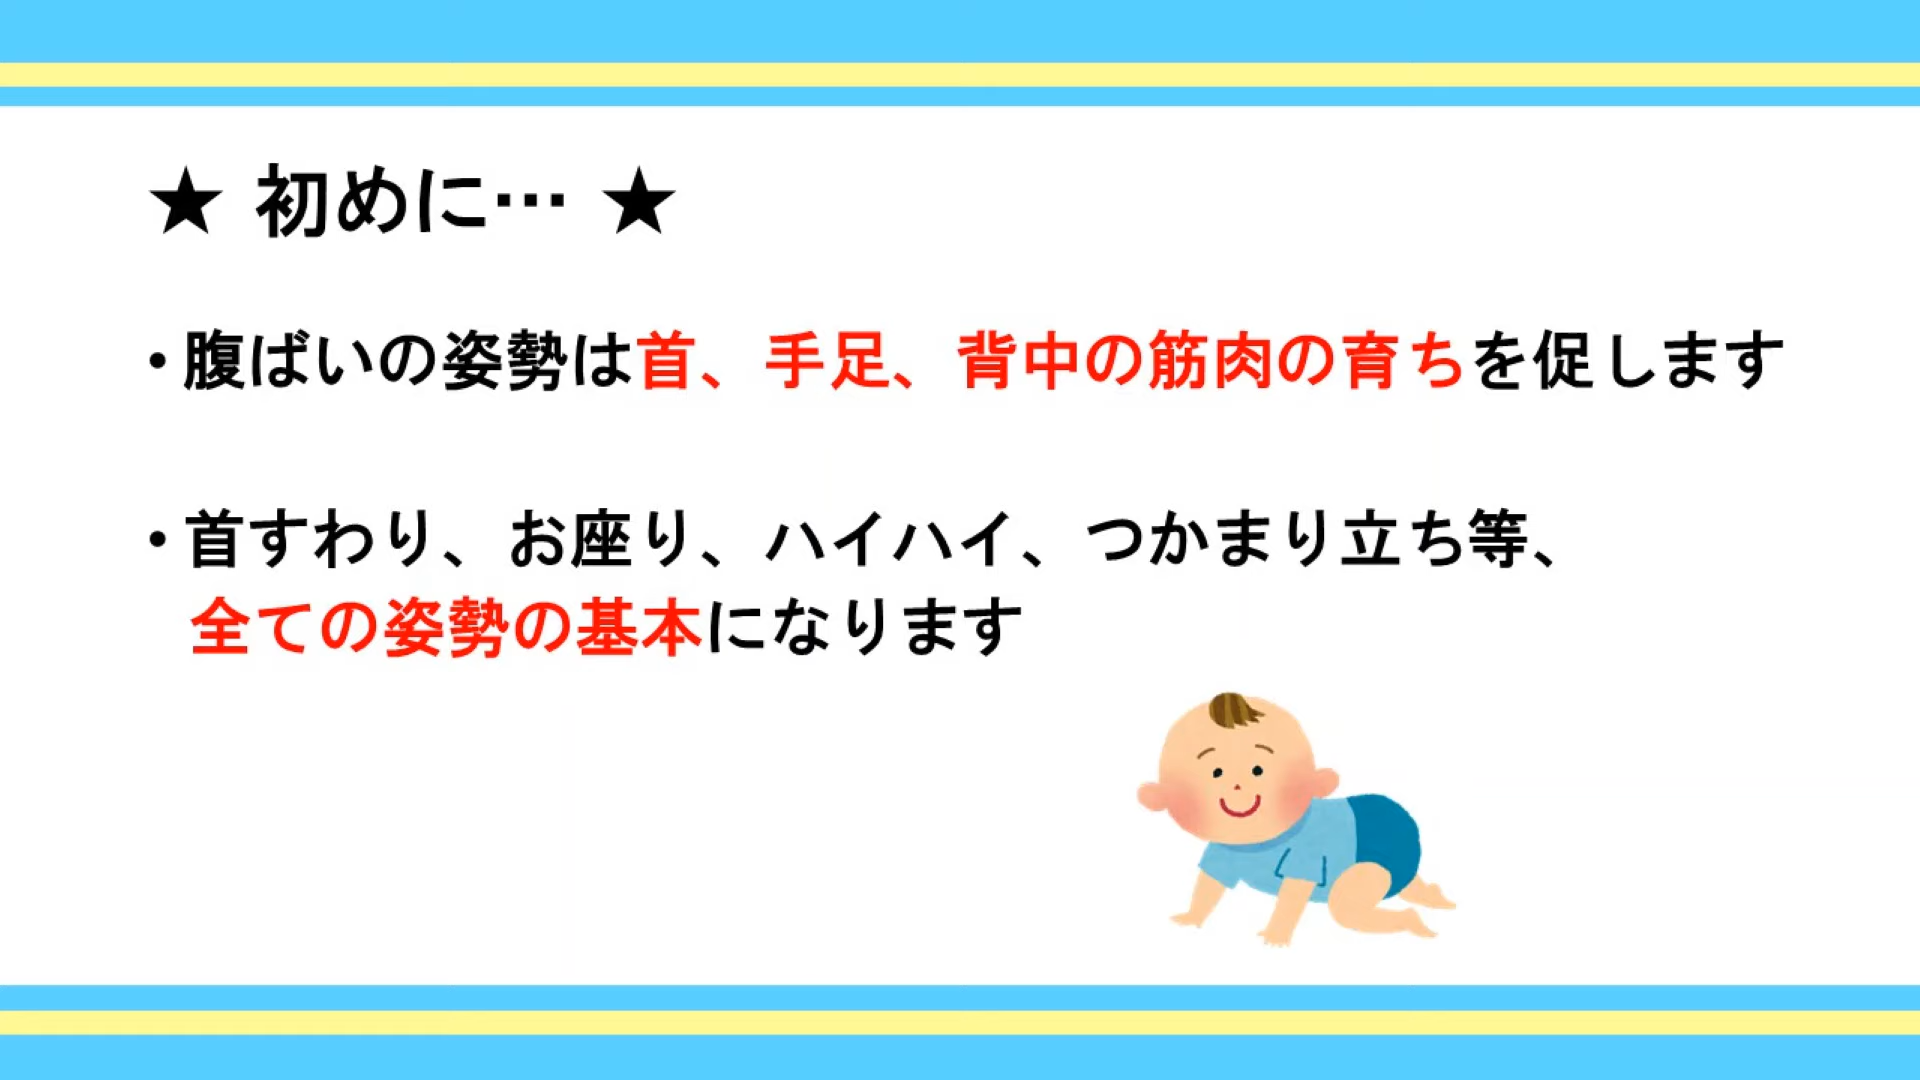 ★ 初めに… ★
・腹ばいの姿勢は首、手足、背中の筋肉の育ちを促します
・首すわり、お座り、ハイハイ、つかまり立ち等、
全ての姿勢の基本になります